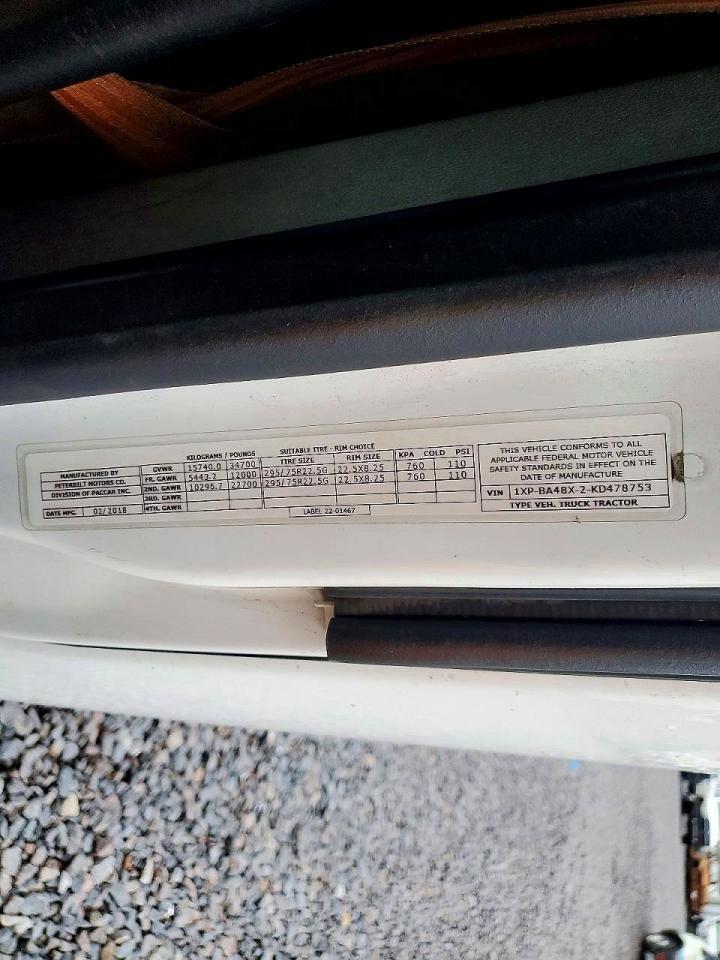 MANUFACTURED BY
PETERBILT MOTORS CO.
DIVISION OF PACCAR INC.
DATE MFG. 02/2018
KILOGRAMS / POUNDS
GVWR 15740.0 34700
FR. GAWR 5443.2 12000
2ND. GAWR 10296.7 22700
3RD. GAWR
4TH. GAWR
SUITABLE TIRE - RIM CHOICE
TIRE SIZE RIM SIZE
295/75R22.5G 22.5X8.25
295/75R22.5G 22.5X8.25
LABEL 22-01467
KPA COLD PSI
760 110
760 110
THIS VEHICLE CONFORMS TO ALL
APPLICABLE FEDERAL MOTOR VEHICLE
SAFETY STANDARDS IN EFFECT ON THE
DATE OF MANUFACTURE
VIN 1XP-BA48X-2-KD478753
TYPE VEH. TRUCK TRACTOR